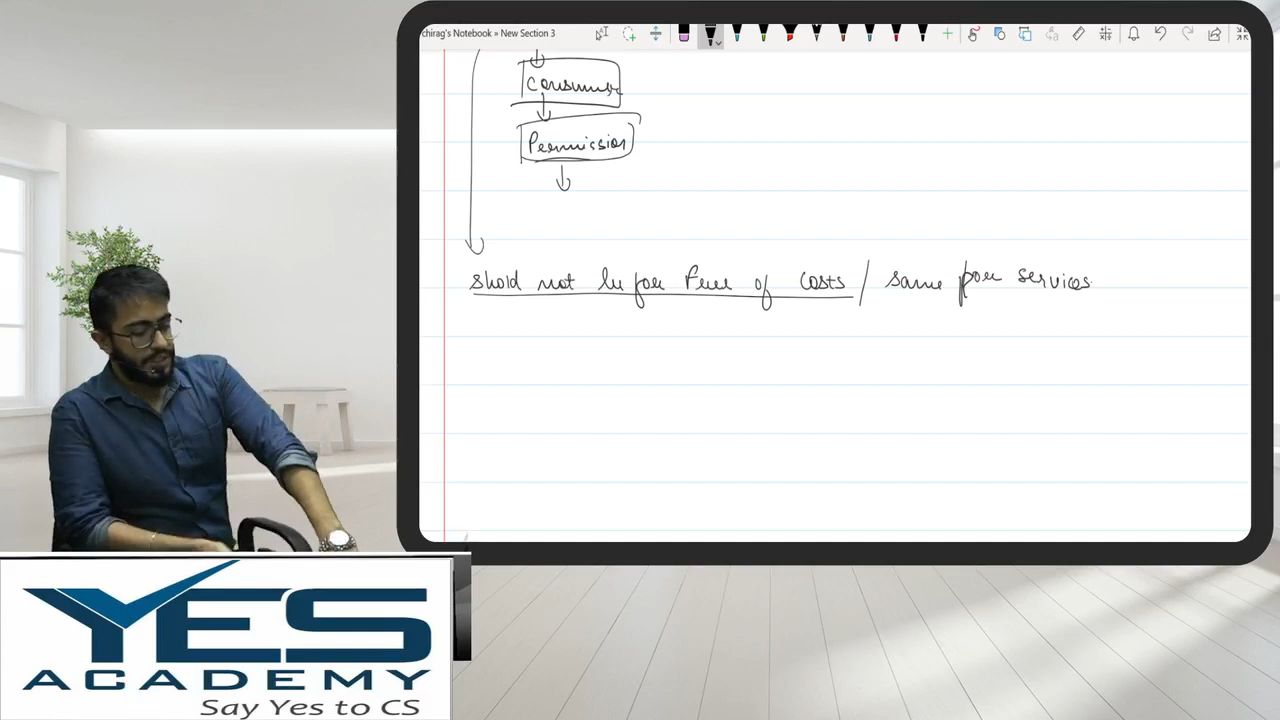 chirag's Notebook » New Section 3
Consumer
Permission
shold not be for Free of costs / same for services
YES
ACADEMY
Say Yes to CS